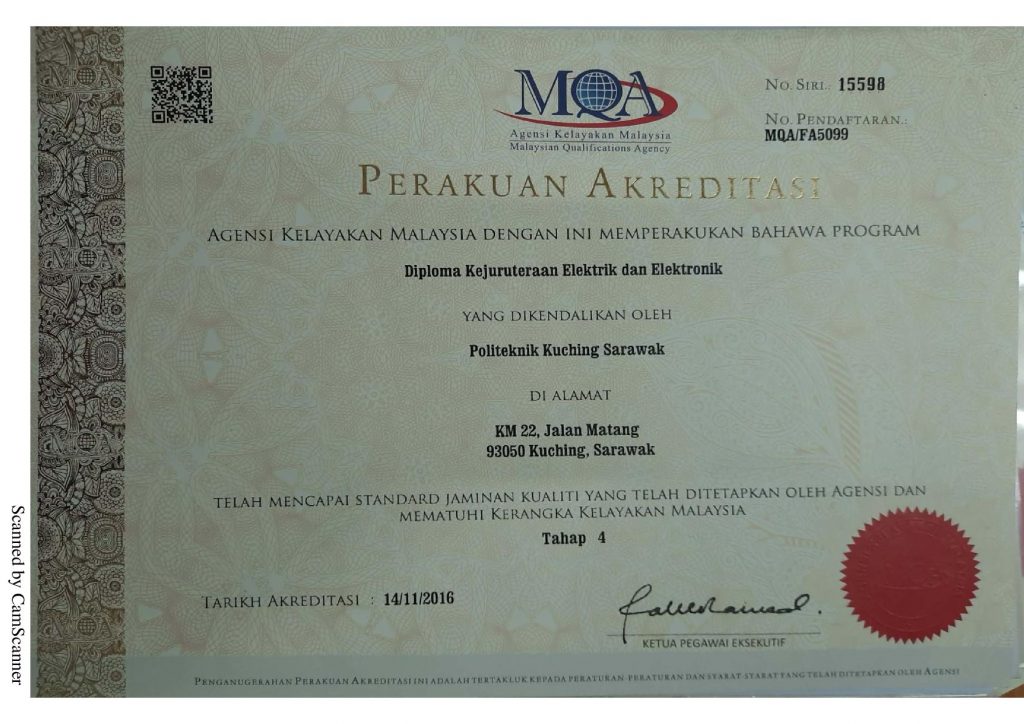 MQA
Agensi Kelayakan Malaysia
Malaysian Qualifications Agency
No. Siri.: 15598
No. Pendaftaran.:
MQA/FA5099
PERAKUAN AKREDITASI
AGENSI KELAYAKAN MALAYSIA DENGAN INI MEMPERAKUKAN BAHAWA PROGRAM
Diploma Kejuruteraan Elektrik dan Elektronik
YANG DIKENDALIKAN OLEH
Politeknik Kuching Sarawak
DI ALAMAT
KM 22, Jalan Matang
93050 Kuching, Sarawak
TELAH MENCAPAI STANDARD JAMINAN KUALITI YANG TELAH DITETAPKAN OLEH AGENSI DAN
MEMATUHI KERANGKA KELAYAKAN MALAYSIA
Tahap 4
TARIKH AKREDITASI : 14/11/2016
KETUA PEGAWAI EKSEKUTIF
PENGANUGERAHAN PERAKUAN AKREDITASI INI ADALAH TERTAKLUK KEPADA PERATURAN-PERATURAN DAN SYARAT-SYARAT YANG TELAH DITETAPKAN OLEH AGENSI
Scanned by CamScanner